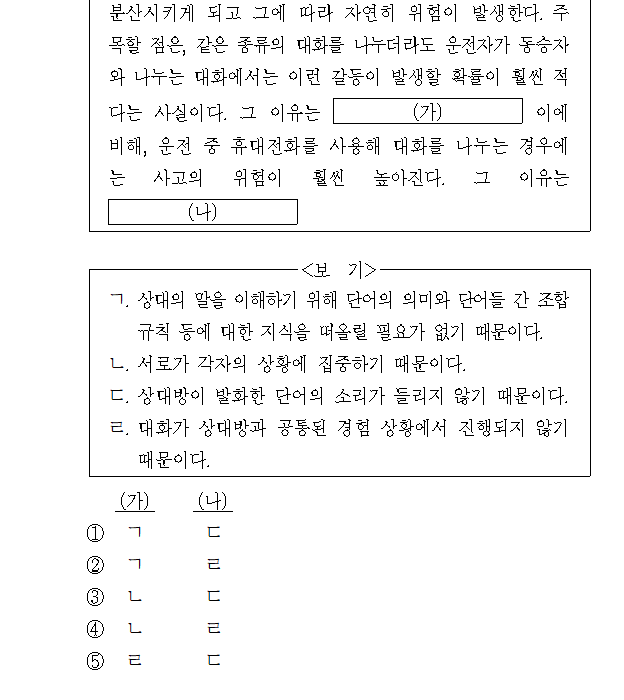 분산시키게 되고 그에 따라 자연히 위험이 발생한다. 주
목할 점은, 같은 종류의 대화를 나누더라도 운전자가 동승자
와 나누는 대화에서는 이런 갈등이 발생할 확률이 훨씬 적
다는 사실이다. 그 이유는 (가) 이에
비해, 운전 중 휴대전화를 사용해 대화를 나누는 경우에
는 사고의 위험이 훨씬 높아진다. 그 이유는
(나)
<보 기>
ㄱ. 상대의 말을 이해하기 위해 단어의 의미와 단어들 간 조합
규칙 등에 대한 지식을 떠올릴 필요가 없기 때문이다.
ㄴ. 서로가 각자의 상황에 집중하기 때문이다.
ㄷ. 상대방이 발화한 단어의 소리가 들리지 않기 때문이다.
ㄹ. 대화가 상대방과 공통된 경험 상황에서 진행되지 않기
때문이다.
(가) (나)
① ㄱ ㄷ
② ㄱ ㄹ
③ ㄴ ㄷ
④ ㄴ ㄹ
⑤ ㄹ ㄷ